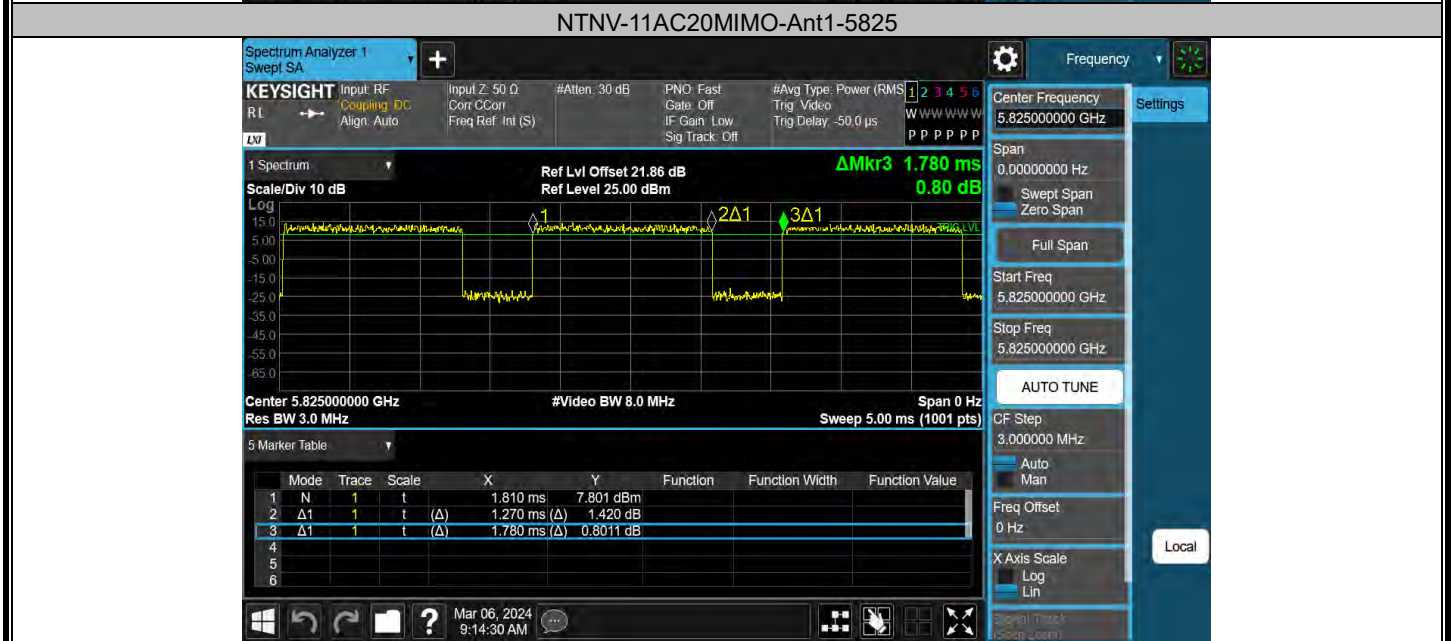 NTNV-11AC20MIMO-Ant1-5825
Spectrum Analyzer 1
Swept SA
+
Frequency
KEYSIGHT
RL
LXI
Input: RF
Coupling: DC
Align: Auto
Input Z: 50 Ω
Corr CCorr
Freq Ref: Int (S)
#Atten: 30 dB
PNO: Fast
Gate: Off
IF Gain: Low
Sig Track: Off
#Avg Type: Power (RMS
Trig: Video
Trig Delay: -50.0 µs
1 2 3 4 5 6
W W W W W W
P P P P P P
1 Spectrum
Scale/Div 10 dB
Log
Ref Lvl Offset 21.86 dB
Ref Level 25.00 dBm
ΔMkr3 1.780 ms
0.80 dB
15.0
5.00
-5.00
-15.0
-25.0
-35.0
-45.0
-55.0
-65.0
1
2Δ1
3Δ1
TRIG LVL
Center 5.825000000 GHz
#Video BW 8.0 MHz
Span 0 Hz
Res BW 3.0 MHz
Sweep 5.00 ms (1001 pts)
5 Marker Table
Mode Trace Scale X Y Function Function Width Function Value
1 N 1 t 1.810 ms 7.801 dBm
2 Δ1 1 t (Δ) 1.270 ms (Δ) 1.420 dB
3 Δ1 1 t (Δ) 1.780 ms (Δ) 0.8011 dB
4
5
6
Mar 06, 2024
9:14:30 AM
Center Frequency
5.825000000 GHz
Settings
Span
0.00000000 Hz
Swept Span
Zero Span
Full Span
Start Freq
5.825000000 GHz
Stop Freq
5.825000000 GHz
AUTO TUNE
CF Step
3.000000 MHz
Auto
Man
Freq Offset
0 Hz
X Axis Scale
Log
Lin
Local
Signal Track
(Span Zoom)